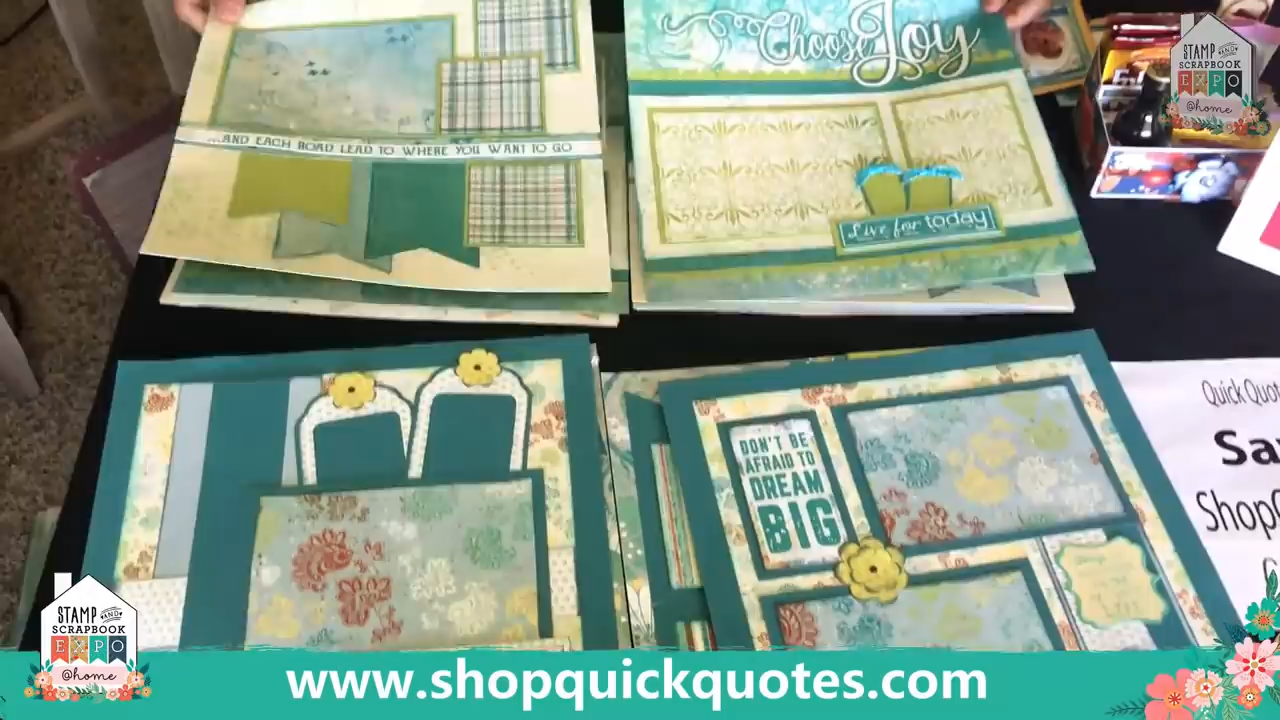 Choose Joy
...AND EACH ROAD LEAD TO WHERE YOU WANT TO GO
Live for today
STAMP AND
SCRAPBOOK
EXPO
@home
DON'T BE
AFRAID TO
DREAM
BIG
Quick Quo
Sa
Shop
STAMP AND
SCRAPBOOK
EXPO
@home
www.shopquickquotes.com